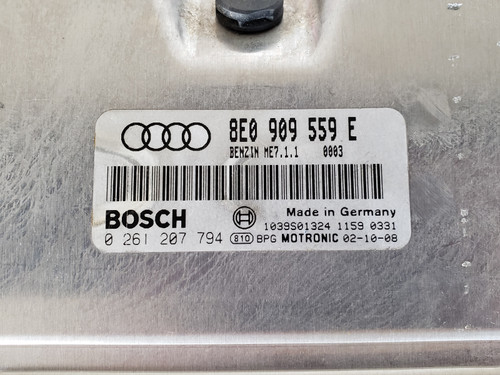 8E0 909 559 E
BENZIN ME7.1.1 0003
BOSCH
Made in Germany
1039S01324 1159 0331
0 261 207 794 810 BPG MOTRONIC 02-10-08